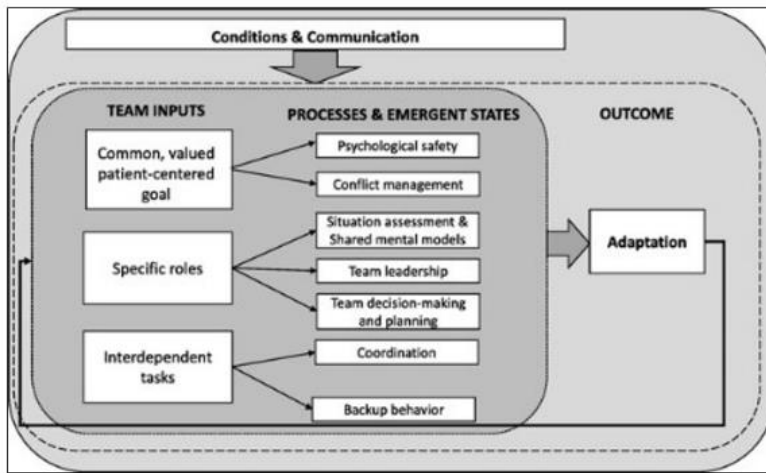 Conditions & Communication
TEAM INPUTS
PROCESSES & EMERGENT STATES
OUTCOME
Common, valued
patient-centered
goal
Psychological safety
Conflict management
Specific roles
Situation assessment &
Shared mental models
Team leadership
Team decision-making
and planning
Adaptation
Interdependent
tasks
Coordination
Backup behavior